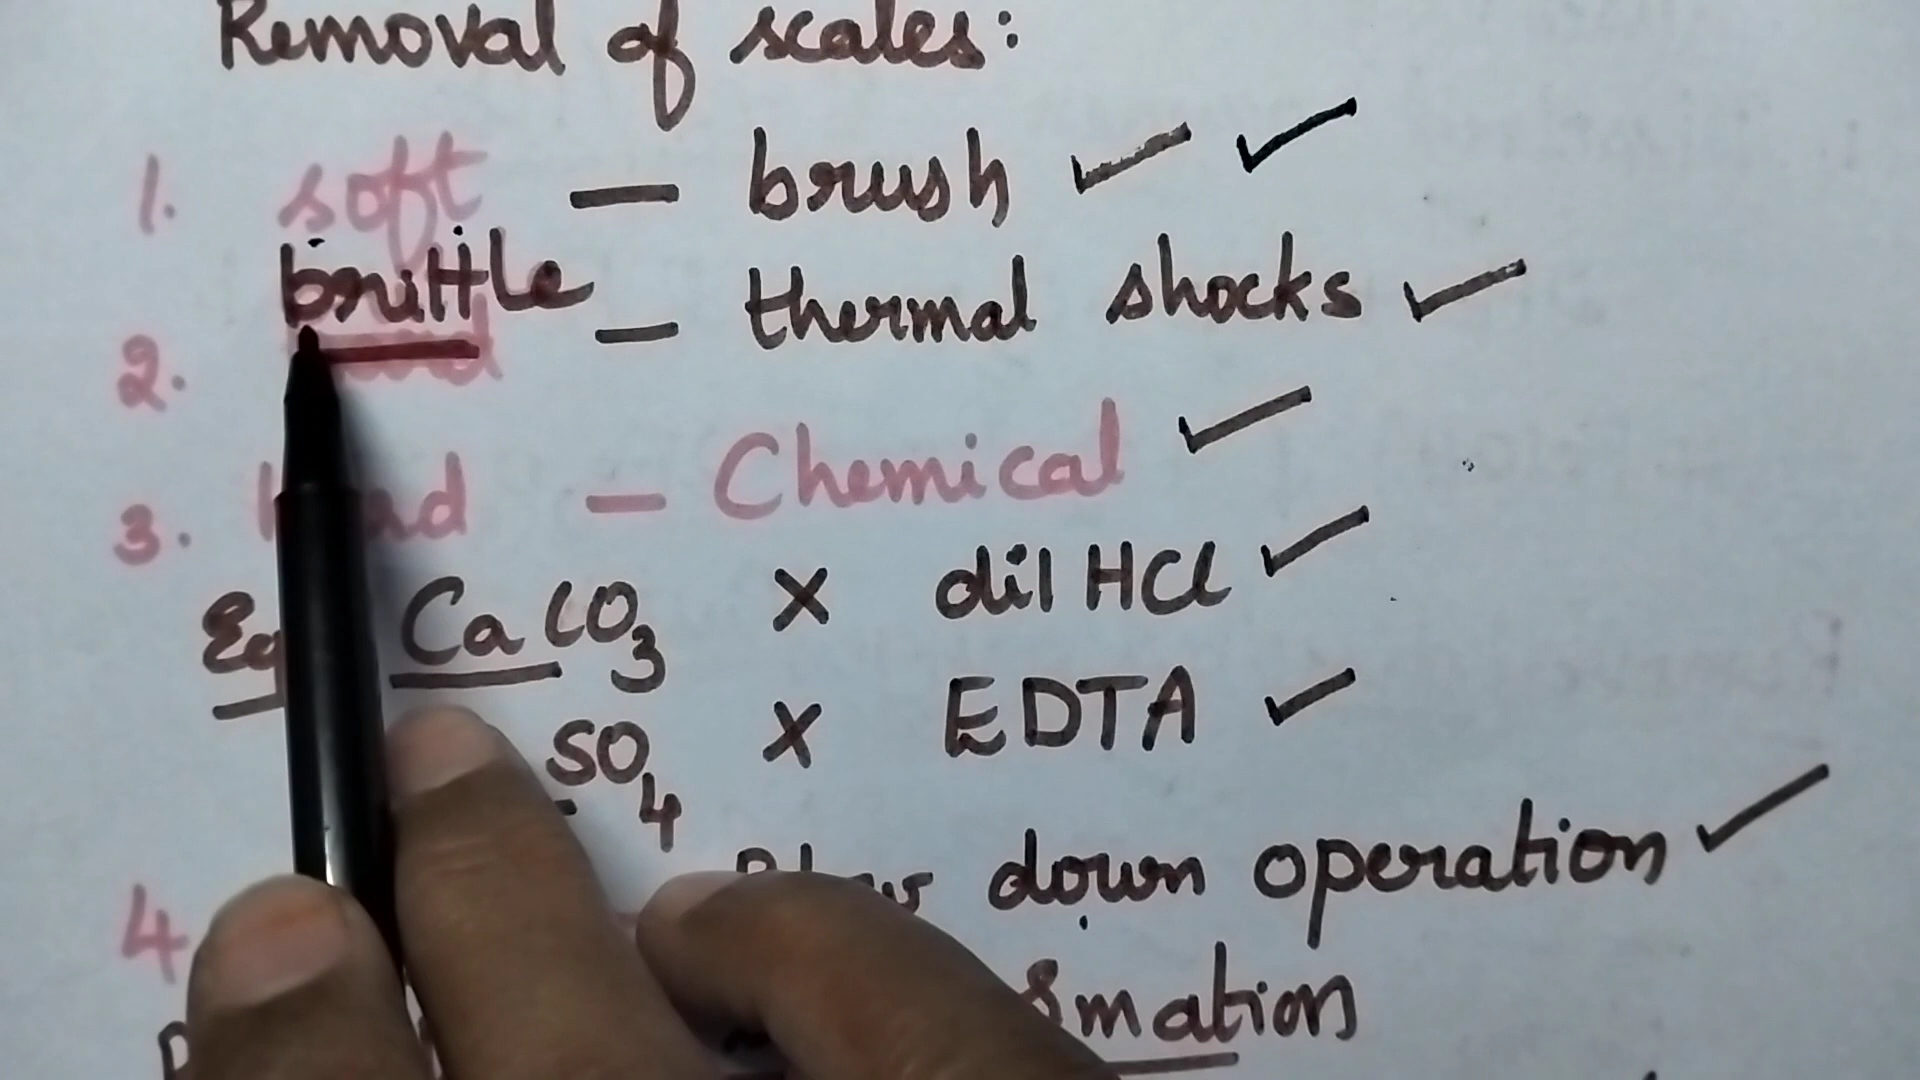 Removal of scales:
1. soft — brush ✓ ✓
brittle — thermal shocks ✓
2.
3. — Chemical ✓
CaCO3 X dil HCl ✓
SO4 X EDTA ✓
4 down operation ✓